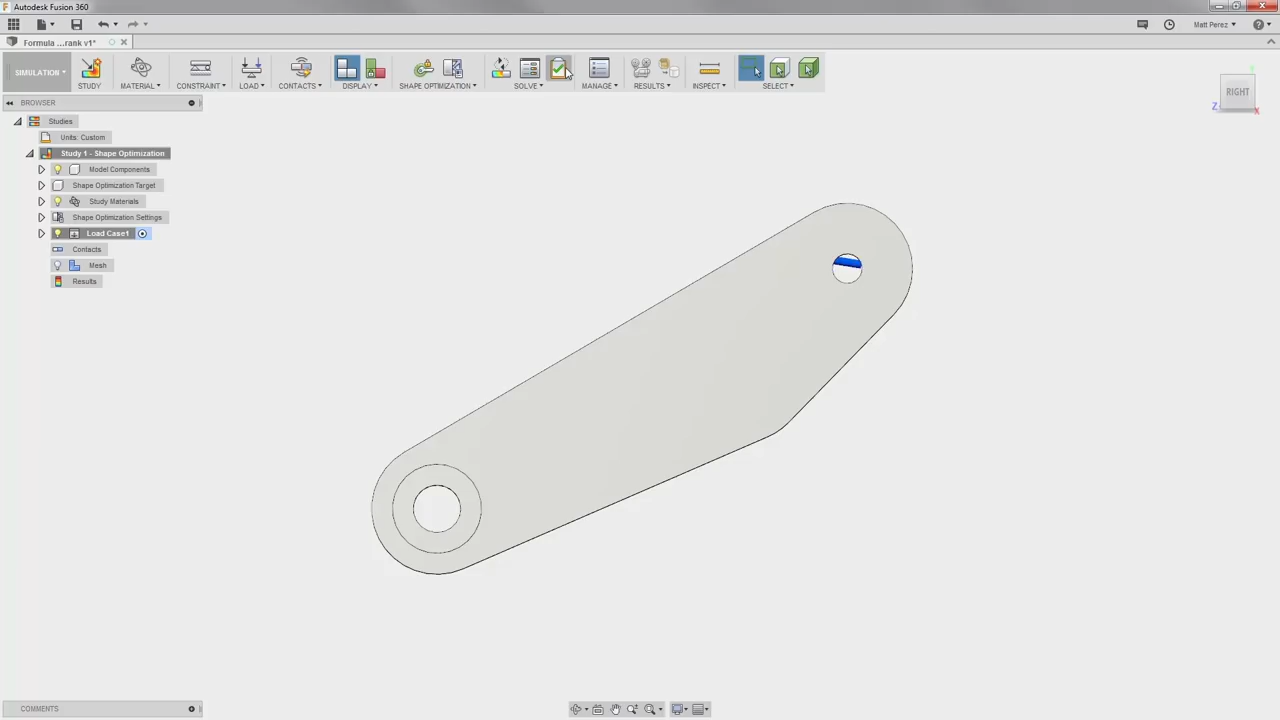 Autodesk Fusion 360
Matt Perez
Formula ...rank v1*
SIMULATION
STUDY
MATERIAL
CONSTRAINT
LOAD
CONTACTS
DISPLAY
SHAPE OPTIMIZATION
SOLVE
MANAGE
RESULTS
INSPECT
SELECT
BROWSER
RIGHT
Z
X
Studies
Units: Custom
Study 1 - Shape Optimization
Model Components
Shape Optimization Target
Study Materials
Shape Optimization Settings
Load Case1
Contacts
Mesh
Results
COMMENTS